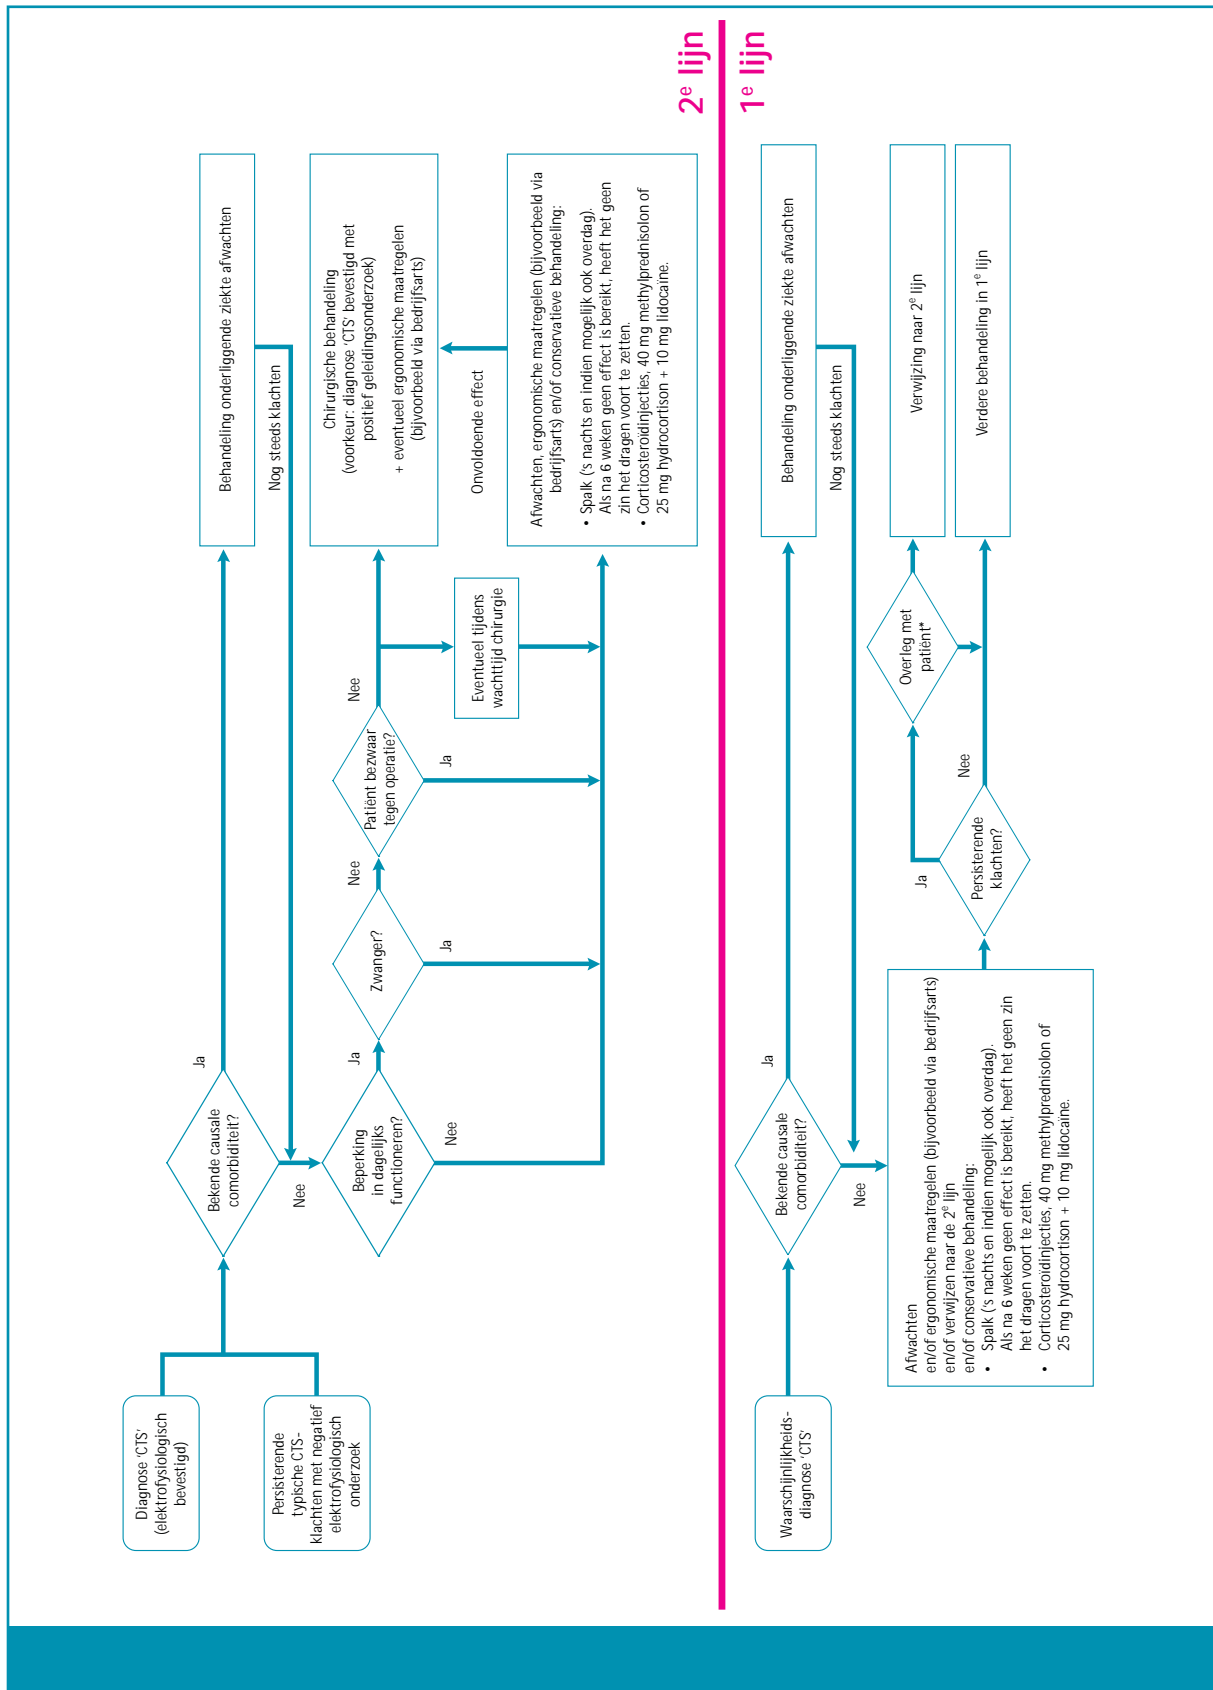 2e lijn
Diagnose ‘CTS’
(elektrofysiologisch
bevestigd)
Persisterende
typische CTS-
klachten met negatief
elektrofysiologisch
onderzoek
Bekende causale
comorbiditeit?
Ja
Behandeling onderliggende ziekte afwachten
Nog steeds klachten
Nee
Beperking
in dagelijks
functioneren?
Ja
Nee
Zwanger?
Nee
Ja
Patiënt bezwaar
tegen operatie?
Nee
Ja
Eventueel tijdens
wachttijd chirurgie
Chirurgische behandeling
(voorkeur: diagnose ‘CTS’ bevestigd met
positief geleidingsonderzoek)
+ eventueel ergonomische maatregelen
(bijvoorbeeld via bedrijfsarts)
Onvoldoende effect
Afwachten, ergonomische maatregelen (bijvoorbeeld via
bedrijfsarts) en/of conservatieve behandeling:
• Spalk (‘s nachts en indien mogelijk ook overdag).
Als na 6 weken geen effect is bereikt, heeft het geen
zin het dragen voort te zetten.
• Corticosteroïdinjecties, 40 mg methylprednisolon of
25 mg hydrocortison + 10 mg lidocaïne.
1e lijn
Waarschijnlijkheids-
diagnose ‘CTS’
Bekende causale
comorbidliteit?
Ja
Behandeling onderliggende ziekte afwachten
Nog steeds klachten
Nee
Afwachten
en/of ergonomische maatregelen (bijvoorbeeld via bedrijfsarts)
en/of verwijzen naar de 2e lijn
en/of conservatieve behandeling:
• Spalk (‘s nachts en indien mogelijk ook overdag).
Als na 6 weken geen effect is bereikt, heeft het geen zin
het dragen voort te zetten.
• Corticosteroïdinjecties, 40 mg methylprednisolon of
25 mg hydrocortison + 10 mg lidocaïne.
Persisterende
klachten?
Ja
Nee
Overleg met
patiënt*
Verwijzing naar 2e lijn
Verdere behandeling in 1e lijn